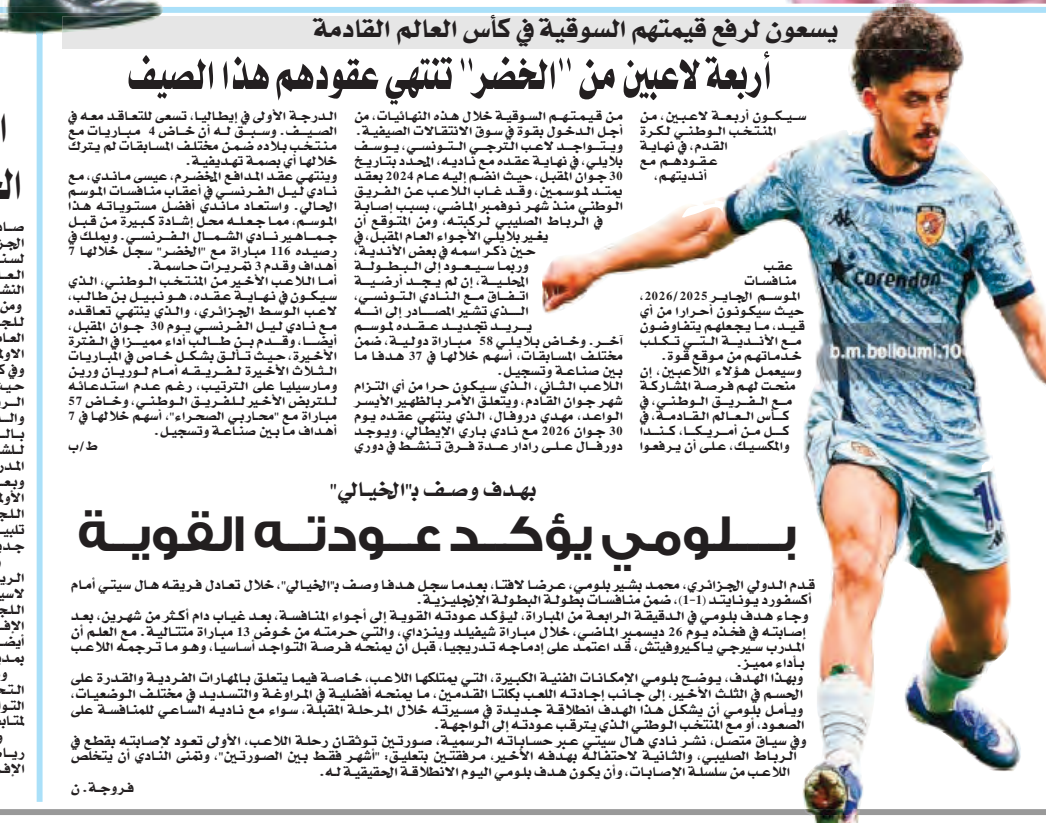 يسعون لرفع قيمتهم السوقية في كأس العالم القادمة
أربعة لاعبين من "الخضر" تنتهي عقودهم هذا الصيف
سيكون أربعة لاعبين، من
المنتخب الوطني لكرة
القدم، في نهاية
عقودهم مع
أنديتهم،
عقب
منافسات
الموسم الجاري 2026/2025،
حيث سيكونون أحرارا من أي
قيد، ما يجعلهم يتفاوضون
مع الأندية التي تكلب
خدماتهم من موقع قوة.
وسيعمل هؤلاء اللاعبين، إن
منحت لهم فرصة المشاركة
مع الفريق الوطني، في
كأس العالم القادمة، في
كل من أمريكا، كندا
والمكسيك، على أن يرفعوا
من قيمتهم السوقية خلال هذه النهائيات، من
أجل الدخول بقوة في سوق الانتقالات الصيفية.
ويتواجد لاعب الترجي التونسي، يوسف
بلايلي، في نهاية عقده مع ناديه، المحدد بتاريخ
30 جوان المقبل، حيث انضم إليه عام 2024 بعقد
يمتد لموسمين، وقد غاب اللاعب عن الفريق
الوطني منذ شهر نوفمبر الماضي، بسبب إصابة
في الرباط الصليبي لركبته، ومن المتوقع أن
يغير بلايلي الأجواء العام المقبل، في
حين ذكر اسمه في بعض الأندية،
وربما سيعود إلى البطولة
المحلية، إن لم يجد أرضية
اتفاق مع النادي التونسي،
الذي تشير المصادر إلى انه
يريد تجديد عقده لموسم
آخر. وخاض بلايلي 58 مباراة دولية، ضمن
مختلف المسابقات، أسهم خلالها في 37 هدفا ما
بين صناعة وتسجيل.
اللاعب الثاني، الذي سيكون حرا من أي التزام
شهر جوان القادم، ويتعلق الأمر بالظهير الأيسر
الواعد، مهدي دروفال، الذي ينتهي عقده يوم
30 جوان 2026 مع نادي باري الإيطالي، ويوجد
دورفال على رادار عدة فرق تنشط في دوري
الدرجة الأولى في إيطاليا، تسعى للتعاقد معه في
الصيف. وسبق له أن خاض 4 مباريات مع
منتخب بلاده ضمن مختلف المسابقات لم يترك
خلالها أي بصمة تهديفية.
وينتهي عقد المدافع المخضرم، عيسى ماندي، مع
نادي ليل الفرنسي في أعقاب منافسات الموسم
الحالي. واستعاد ماندي أفضل مستوياته هذا
الموسم، مما جعله محل إشادة كبيرة من قبل
جماهير نادي الشمال الفرنسي. ويملك في
رصيده 116 مباراة مع "الخضر" سجل خلالها 7
أهداف وقدم 3 تمريرات حاسمة.
أما اللاعب الأخير من المنتخب الوطني، الذي
سيكون في نهاية عقده، هو نبيل بن طالب،
لاعب الوسط الجزائري، والذي ينتهي تعاقده
مع نادي ليل الفرنسي يوم 30 جوان المقبل،
أيضا، وقدم بن طالب أداء مميزا في الفترة
الأخيرة، حيث تألق بشكل خاص في المباريات
الثلاث الأخيرة لفريقه أمام لوريان ورين
ومارسيليا على الترتيب، رغم عدم استدعائه
للتربص الأخير للفريق الوطني، وخاض 57
مباراة مع "محاربي الصحراء"، أسهم خلالها في 7
أهداف ما بين صناعة وتسجيل.
ط/ب
corendon
b.m.belloumi.10
بهدف وصف بـ"الخيالي"
بــلومي يؤكــد عــودتــه القويــة
قدم الدولي الجزائري، محمد بشير بلومي، عرضا لافتا، بعدما سجل هدفا وصف بـ"الخيالي"، خلال تعادل فريقه هال سيتي أمام
أكسفورد يونايتد (1-1)، ضمن منافسات بطولة البطولة الإنجليزية.
وجاء هدف بلومي في الدقيقة الرابعة من المباراة، ليؤكد عودته القوية إلى أجواء المنافسة، بعد غياب دام أكثر من شهرين، بعد
إصابته في فخذه يوم 26 ديسمبر الماضي، خلال مباراة شيفيلد وينزداي، والتي حرمته من خوض 13 مباراة متتالية. مع العلم أن
المدرب سيرجي ياكيروفيتش، قد اعتمد على إدماجه تدريجيا، قبل أن يمنحه فرصة التواجد أساسيا، وهو ما ترجمه اللاعب
بأداء مميز.
وبهذا الهدف، يوضح بلومي الإمكانات الفنية الكبيرة، التي يمتلكها اللاعب، خاصة فيما يتعلق بالمهارات الفردية والقدرة على
الحسم في الثلث الأخير، إلى جانب إجادته اللعب بكلتا القدمين، ما يمنحه أفضلية في المراوغة والتسديد في مختلف الوضعيات،
ويأمل بلومي أن يشكل هذا الهدف انطلاقة جديدة في مسيرته خلال المرحلة المقبلة، سواء مع ناديه الساعي للمنافسة على
الصعود، أو مع المنتخب الوطني الذي يترقب عودته إلى الواجهة.
وفي سياق متصل، نشر نادي هال سيتي عبر حساباته الرسمية، صورتين توثقان رحلة اللاعب، الأولى تعود لإصابته بقطع في
الرباط الصليبي، والثانية لاحتفاله بهدفه الأخير، مرفقتين بتعليق: "أشهر فقط بين الصورتين"، وتمنى النادي أن يتخلص
اللاعب من سلسلة الإصابات، وأن يكون هدف بلومي اليوم الانطلاقة الحقيقية له.
فروجة. ن